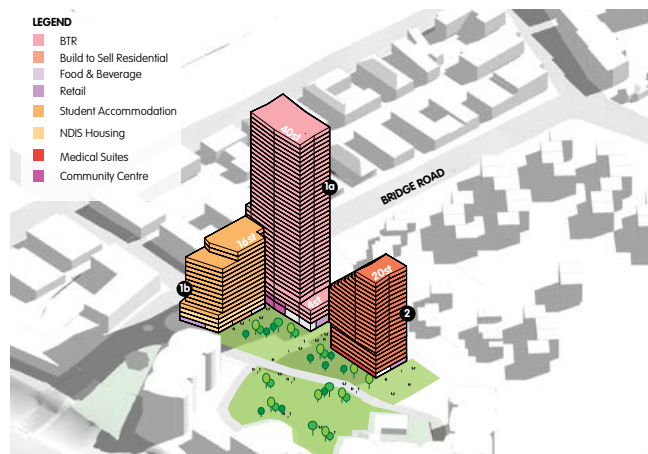 LEGEND
BTR
Build to Sell Residential
Food & Beverage
Retail
Student Accommodation
NDIS Housing
Medical Suites
Community Centre
40st
1a
BRIDGE ROAD
16st
20st
1b
4st
2